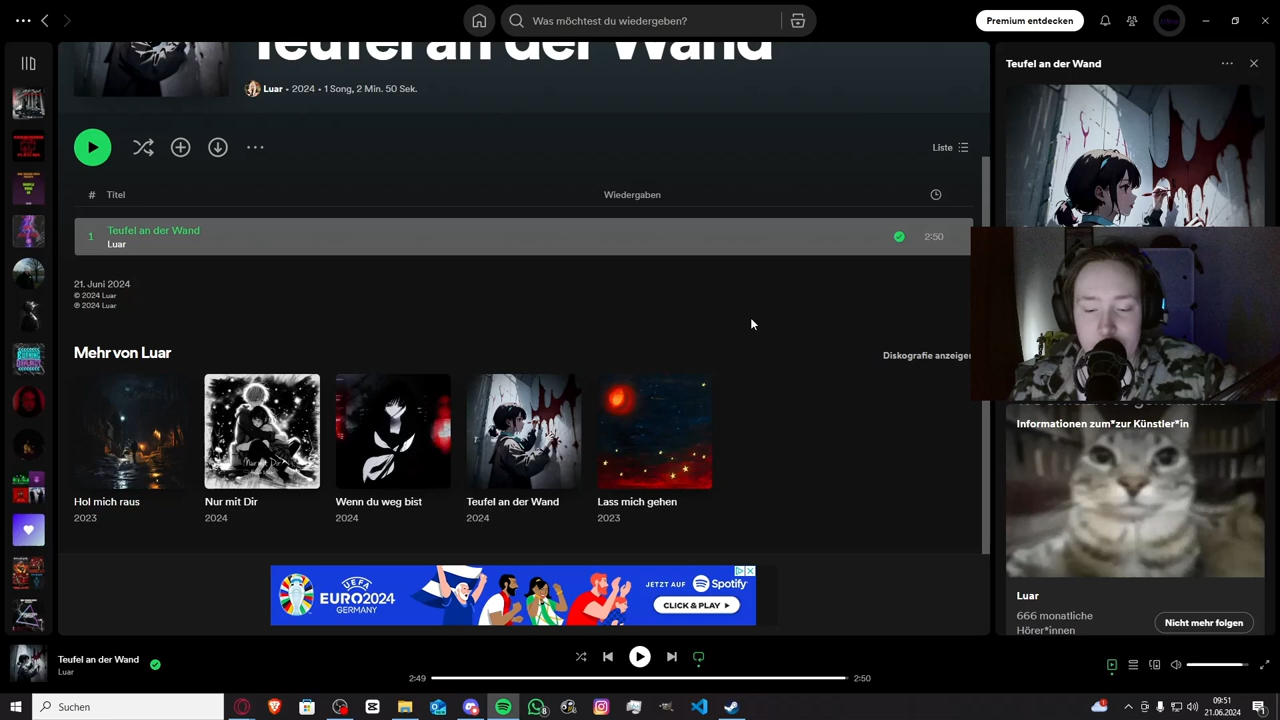 Was möchtest du wiedergeben?
Premium entdecken
Teufel an der Wand
Luar • 2024 • 1 Song, 2 Min. 50 Sek.
Teufel an der Wand
Liste
# Titel Wiedergaben
1 Teufel an der Wand 2:50
Luar
21. Juni 2024
© 2024 Luar
℗ 2024 Luar
Mehr von Luar
Diskografie anzeigen
Hol mich raus
2023
Nur mit Dir
Nur mit Dir
2024
Wenn du weg bist
2024
Teufel an der Wand
2024
Lass mich gehen
2023
Informationen zum*zur Künstler*in
Luar
666 monatliche
Hörer*innen
Nicht mehr folgen
UEFA
EURO2024
GERMANY
JETZT AUF Spotify
CLICK & PLAY
Teufel an der Wand
Luar
2:49 2:50
Suchen
09:51
21.06.2024